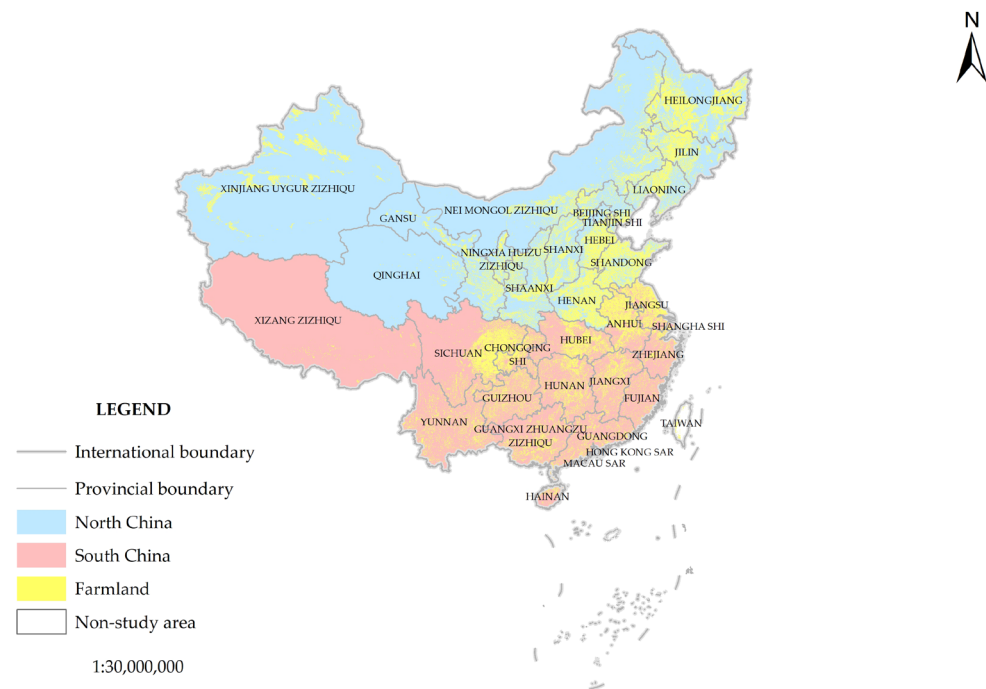 N
HEILONGJIANG
JILIN
LIAONING
XINJIANG UYGUR ZIZHIQU
NEI MONGOL ZIZHIQU
GANSU
BEIJING SHI
TIANJIN SHI
HEBEI
NINGXIA HUIZU
ZIZHIQU
SHANXI
SHANDONG
QINGHAI
SHAANXI
HENAN
JIANGSU
XIZANG ZIZHIQU
ANHUI
SHANGHA SHI
SICHUAN
CHONGQING
SHI
HUBEI
ZHEJIANG
HUNAN
JIANGXI
GUIZHOU
FUJIAN
YUNNAN
GUANGXI ZHUANGZU
ZIZHIQU
GUANGDONG
TAIWAN
HONG KONG SAR
MACAU SAR
HAINAN
LEGEND
International boundary
Provincial boundary
North China
South China
Farmland
Non-study area
1:30,000,000